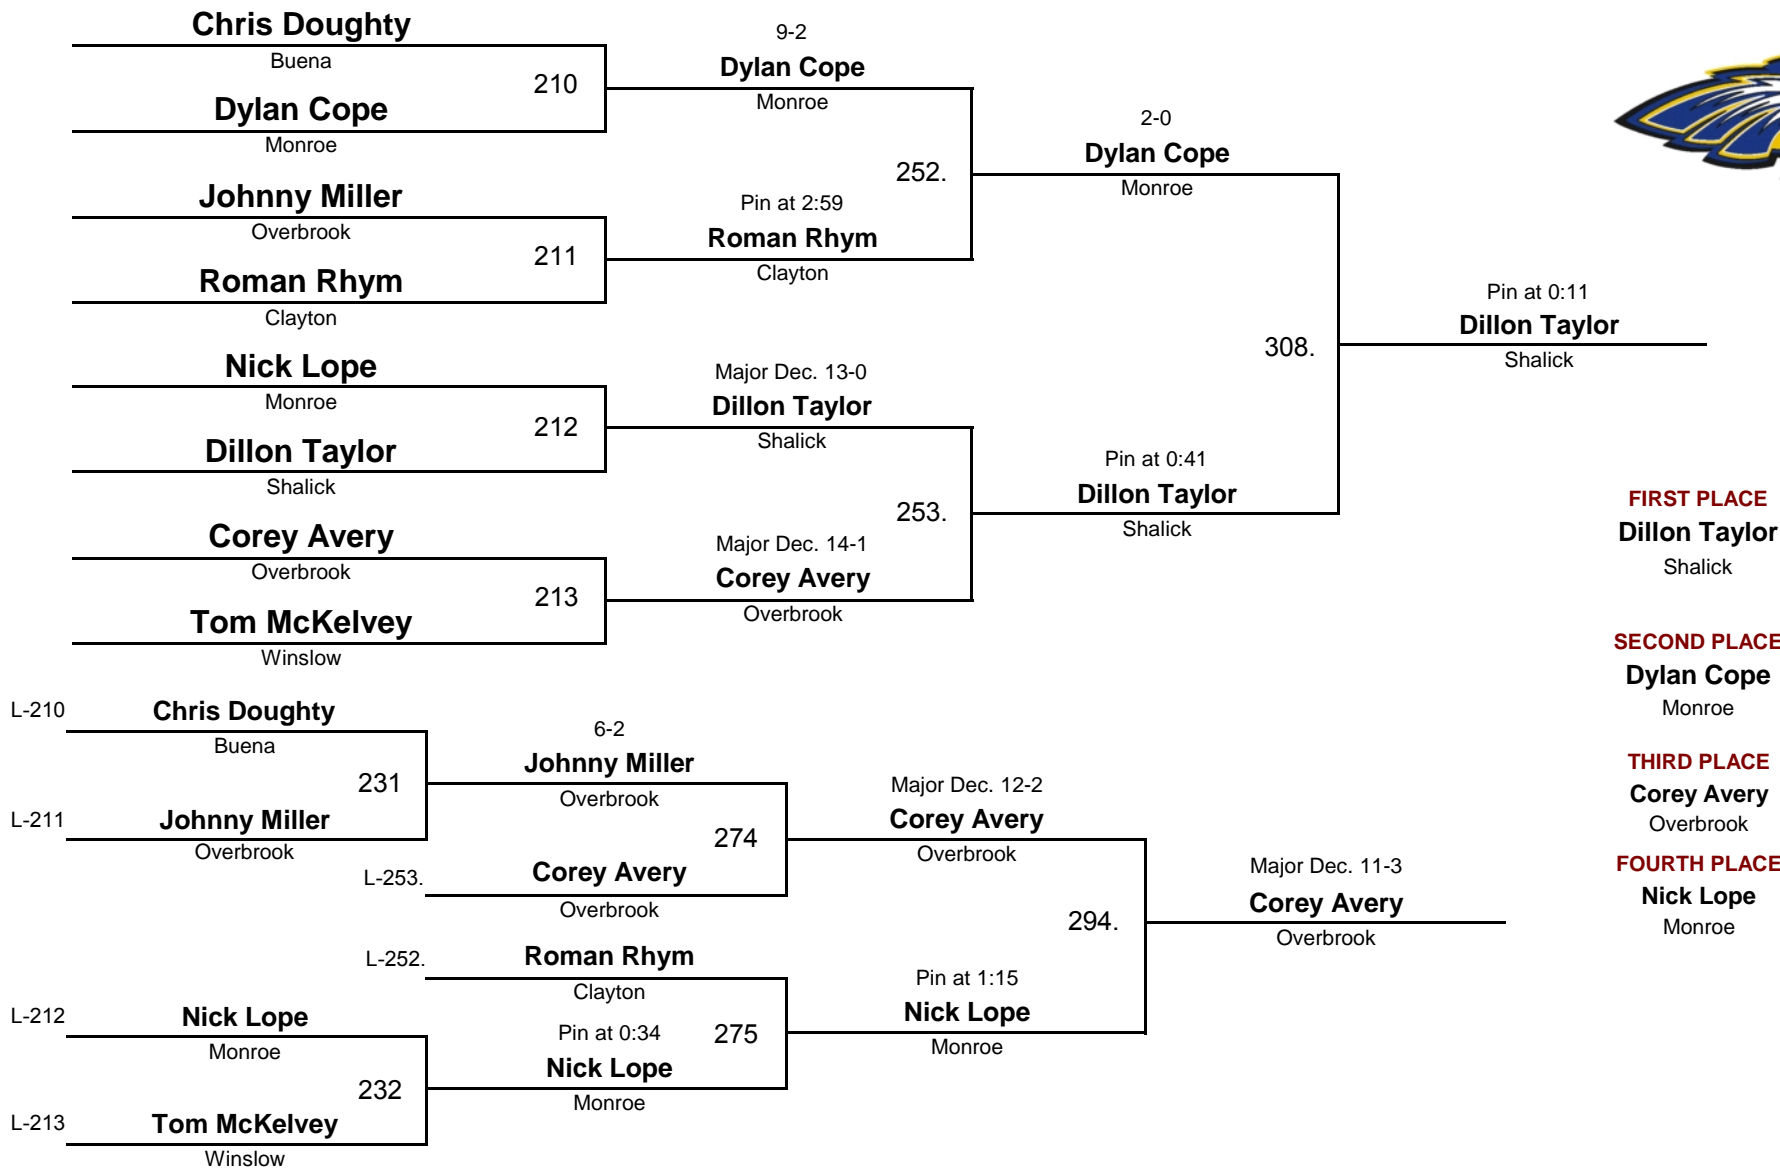 Chris Doughty
Buena
210
Dylan Cope
Monroe
Johnny Miller
Overbrook
211
Roman Rhym
Clayton
Nick Lope
Monroe
212
Dillon Taylor
Shalick
Corey Avery
Overbrook
213
Tom McKelvey
Winslow
9-2
Dylan Cope
Monroe
252.
Pin at 2:59
Roman Rhym
Clayton
Major Dec. 13-0
Dillon Taylor
Shalick
253.
Major Dec. 14-1
Corey Avery
Overbrook
2-0
Dylan Cope
Monroe
308.
Pin at 0:41
Dillon Taylor
Shalick
Pin at 0:11
Dillon Taylor
Shalick
FIRST PLACE
Dillon Taylor
Shalick
SECOND PLACE
Dylan Cope
Monroe
THIRD PLACE
Corey Avery
Overbrook
FOURTH PLACE
Nick Lope
Monroe
L-210
Chris Doughty
Buena
231
L-211
Johnny Miller
Overbrook
6-2
Johnny Miller
Overbrook
274
L-253.
Corey Avery
Overbrook
L-252.
Roman Rhym
Clayton
275
Pin at 0:34
Nick Lope
Monroe
L-212
Nick Lope
Monroe
232
L-213
Tom McKelvey
Winslow
Major Dec. 12-2
Corey Avery
Overbrook
294.
Pin at 1:15
Nick Lope
Monroe
Major Dec. 11-3
Corey Avery
Overbrook